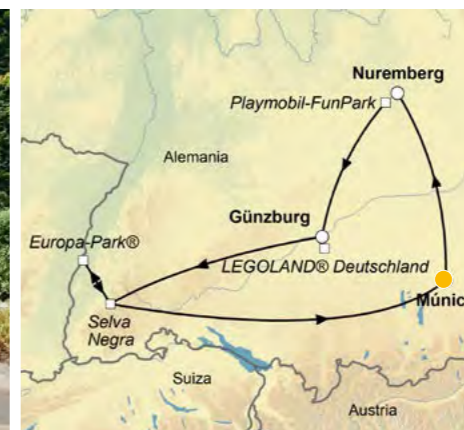 Nuremberg
Playmobil-FunPark
Alemania
Günzburg
Europa-Park®
LEGOLAND® Deutschland
Selva
Negra
Suiza
Austria